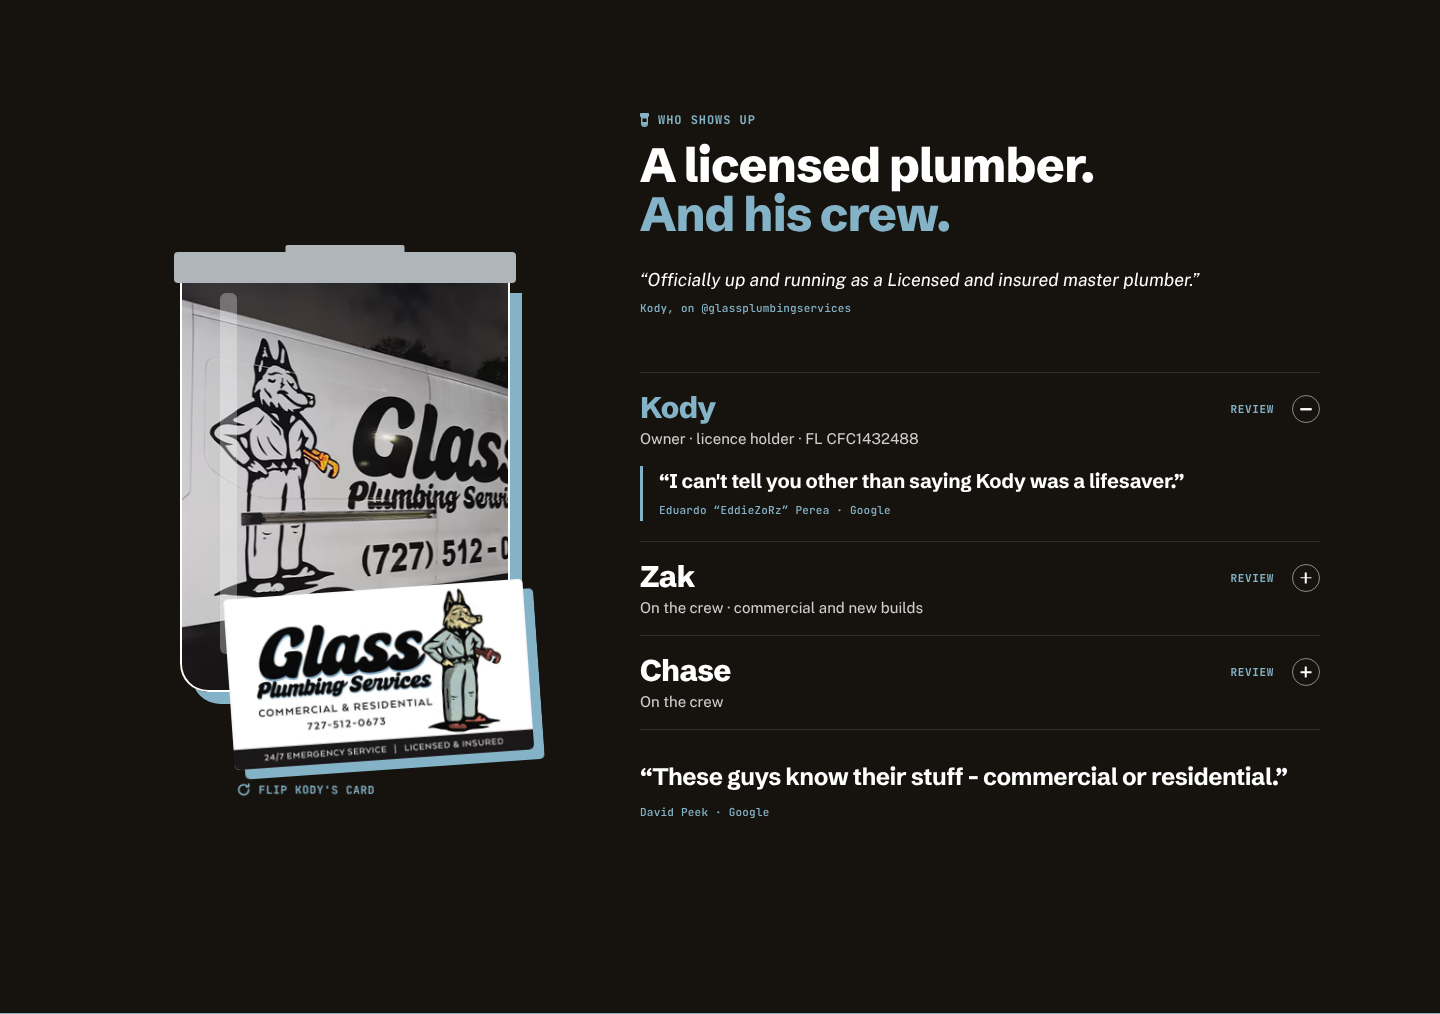 WHO SHOWS UP
A licensed plumber.
And his crew.
“Officially up and running as a Licensed and insured master plumber.”
Kody, on @glassplumbingservices
Kody
REVIEW
Owner · licence holder · FL CFC1432488
“I can't tell you other than saying Kody was a lifesaver.”
Eduardo “EddieZoRz” Perea · Google
Zak
REVIEW
On the crew · commercial and new builds
Chase
REVIEW
On the crew
“These guys know their stuff - commercial or residential.”
David Peek · Google
Glass
Plumbing Servi
(727) 512-0
Glass
Plumbing Services
COMMERCIAL & RESIDENTIAL
727-512-0673
24/7 EMERGENCY SERVICE | LICENSED & INSURED
FLIP KODY'S CARD